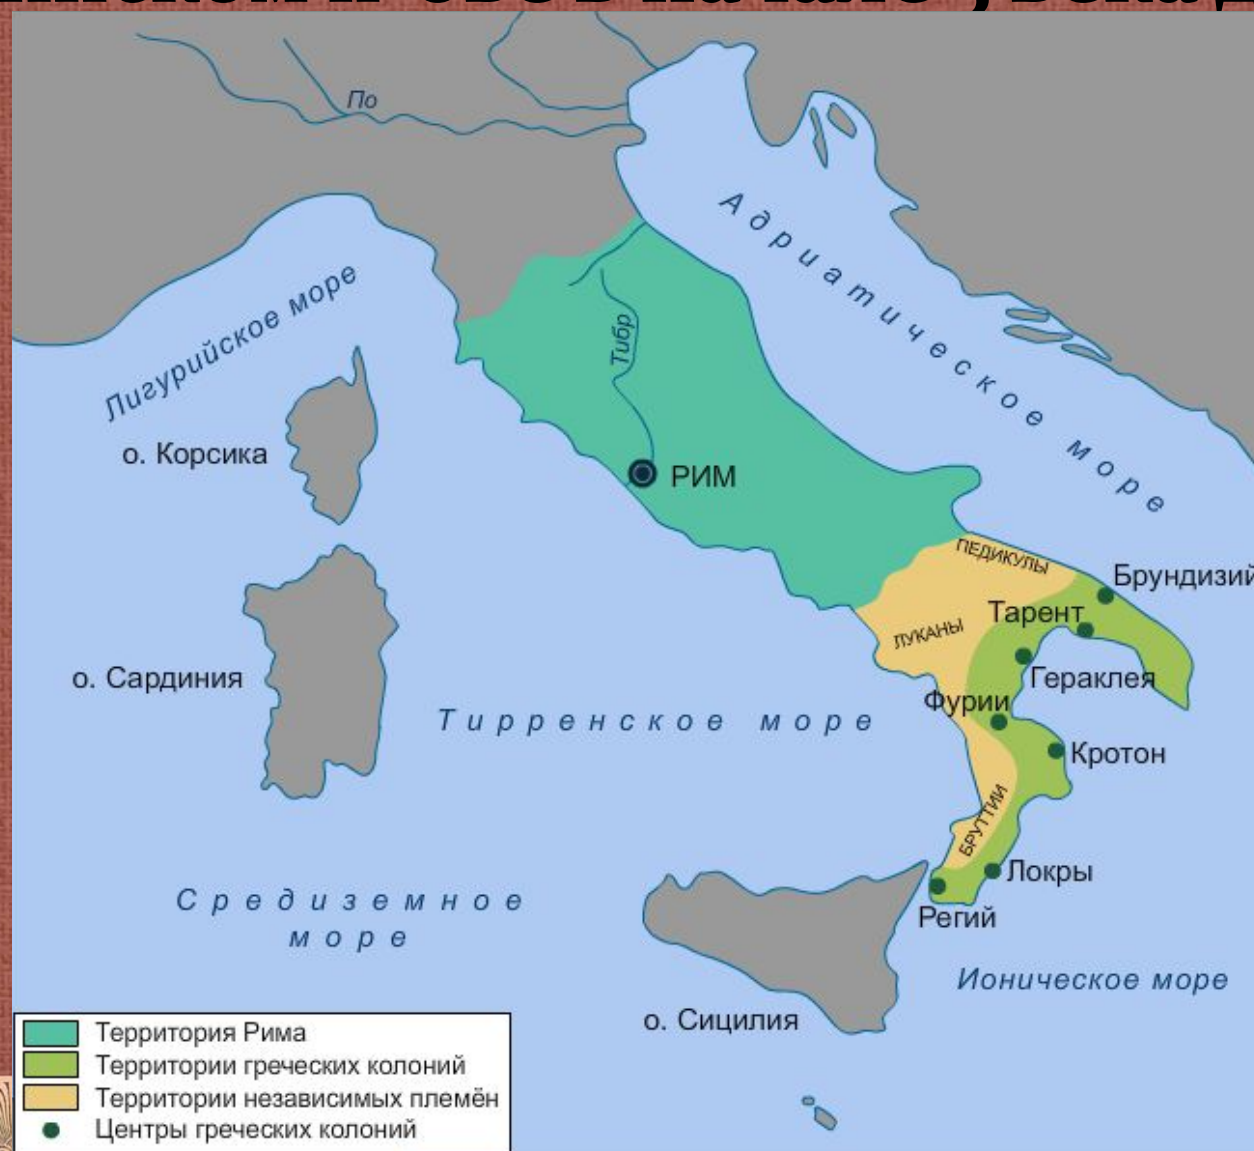 По
Адриатическое море
Лигурийское море
Тибр
о. Корсика
РИМ
ПЕДИКУЛЫ
Брундизий
Тарент
ЛУКАНЫ
о. Сардиния
Гераклея
Фурии
Тирренское море
Кротон
БРУТТИИ
Локры
Средиземное
море
Регий
Ионическое море
о. Сицилия
Территория Рима
Территории греческих колоний
Территории независимых племён
Центры греческих колоний